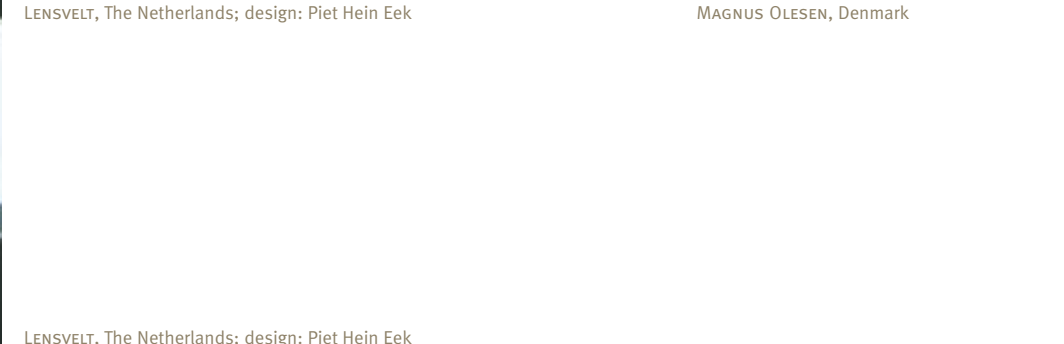 Lensvelt, The Netherlands; design: Piet Hein Eek
Magnus Olesen, Denmark
Lensvelt, The Netherlands; design: Piet Hein Eek